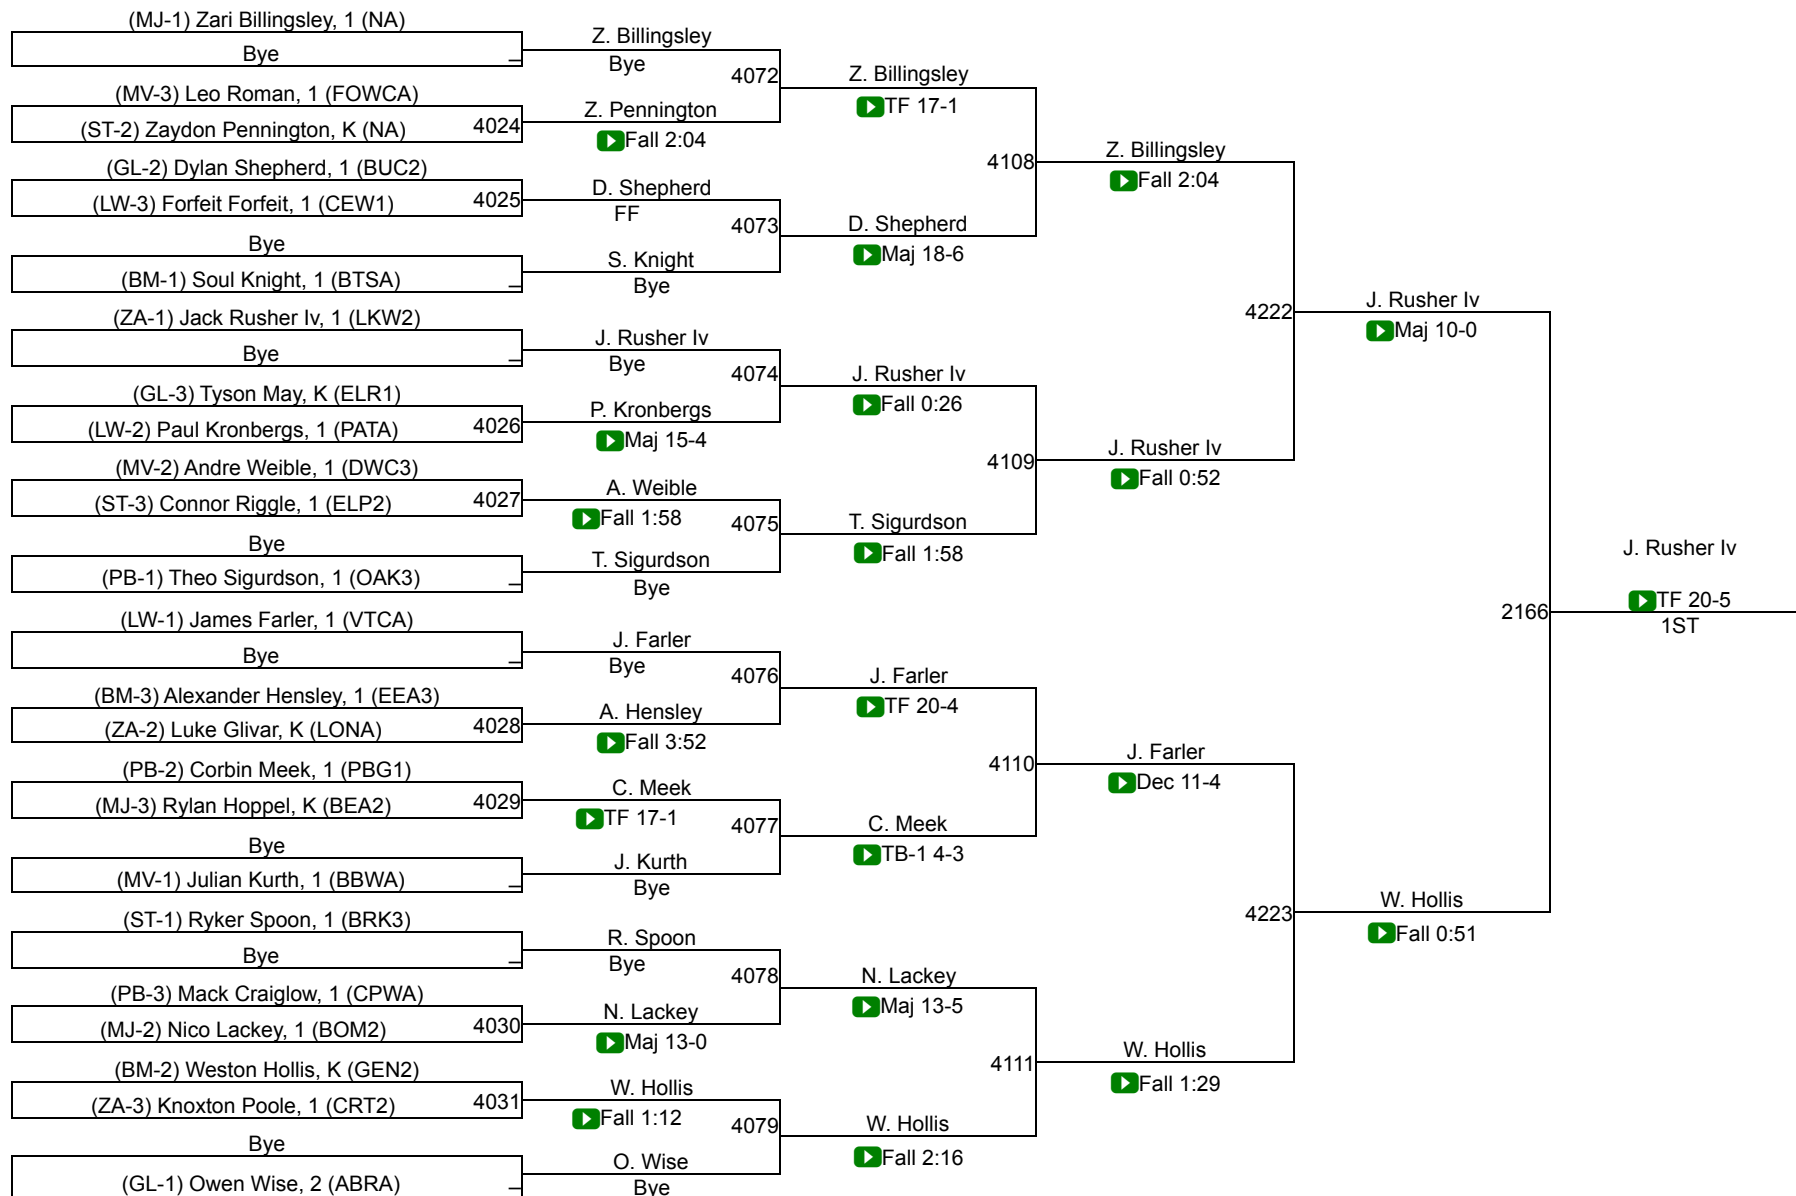 (MJ-1) Zari Billingsley, 1 (NA)
Bye
(MV-3) Leo Roman, 1 (FOWCA)
(ST-2) Zaydon Pennington, K (NA) 4024
(GL-2) Dylan Shepherd, 1 (BUC2)
(LW-3) Forfeit Forfeit, 1 (CEW1) 4025
Bye
(BM-1) Soul Knight, 1 (BTSA)
(ZA-1) Jack Rusher Iv, 1 (LKW2)
Bye
(GL-3) Tyson May, K (ELR1)
(LW-2) Paul Kronbergs, 1 (PATA) 4026
(MV-2) Andre Weible, 1 (DWC3)
(ST-3) Connor Riggle, 1 (ELP2) 4027
Bye
(PB-1) Theo Sigurdson, 1 (OAK3)
(LW-1) James Farler, 1 (VTCA)
Bye
(BM-3) Alexander Hensley, 1 (EEA3)
(ZA-2) Luke Glivar, K (LONA) 4028
(PB-2) Corbin Meek, 1 (PBG1)
(MJ-3) Rylan Hoppel, K (BEA2) 4029
Bye
(MV-1) Julian Kurth, 1 (BBWA)
(ST-1) Ryker Spoon, 1 (BRK3)
Bye
(PB-3) Mack Craiglow, 1 (CPWA)
(MJ-2) Nico Lackey, 1 (BOM2) 4030
(BM-2) Weston Hollis, K (GEN2)
(ZA-3) Knoxton Poole, 1 (CRT2) 4031
Bye
(GL-1) Owen Wise, 2 (ABRA)
Z. Billingsley
Bye
4072
Z. Pennington
Fall 2:04
D. Shepherd
FF
4073
S. Knight
Bye
J. Rusher Iv
Bye
4074
P. Kronbergs
Maj 15-4
A. Weible
Fall 1:58
4075
T. Sigurdson
Bye
J. Farler
Bye
4076
A. Hensley
Fall 3:52
C. Meek
TF 17-1
4077
J. Kurth
Bye
R. Spoon
Bye
4078
N. Lackey
Maj 13-0
W. Hollis
Fall 1:12
4079
O. Wise
Bye
Z. Billingsley
TF 17-1
4108
D. Shepherd
Maj 18-6
J. Rusher Iv
Fall 0:26
4109
T. Sigurdson
Fall 1:58
J. Farler
TF 20-4
4110
C. Meek
TB-1 4-3
N. Lackey
Maj 13-5
4111
W. Hollis
Fall 2:16
Z. Billingsley
Fall 2:04
4222
J. Rusher Iv
Fall 0:52
J. Farler
Dec 11-4
4223
W. Hollis
Fall 1:29
J. Rusher Iv
Maj 10-0
2166
W. Hollis
Fall 0:51
J. Rusher Iv
TF 20-5
1ST